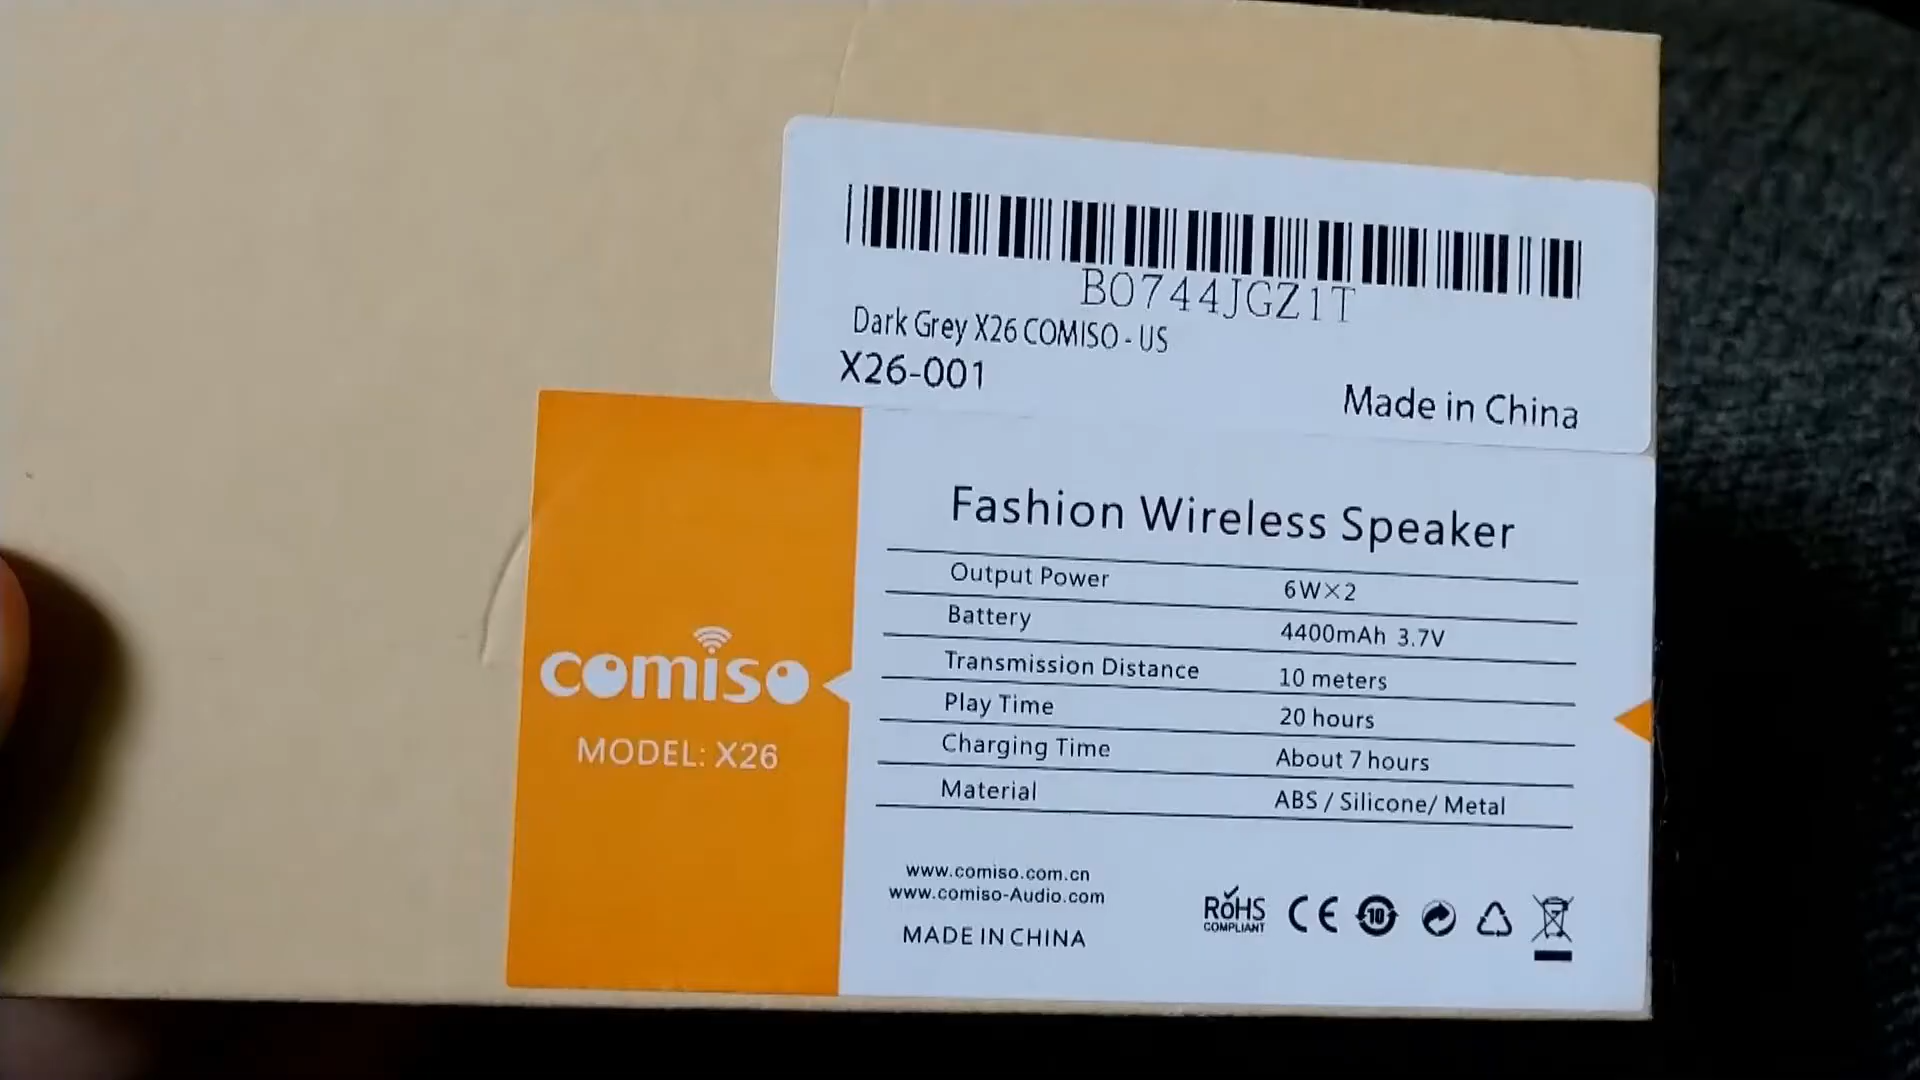 B0744JGZ1T
Dark Grey X26 COMISO - US
X26-001
Made in China
Fashion Wireless Speaker
Output Power 6W×2
Battery 4400mAh 3.7V
Transmission Distance 10 meters
Play Time 20 hours
Charging Time About 7 hours
Material ABS / Silicone/ Metal
comiso
MODEL: X26
www.comiso.com.cn
www.comiso-Audio.com
MADE IN CHINA
RoHS
COMPLIANT
CE
10